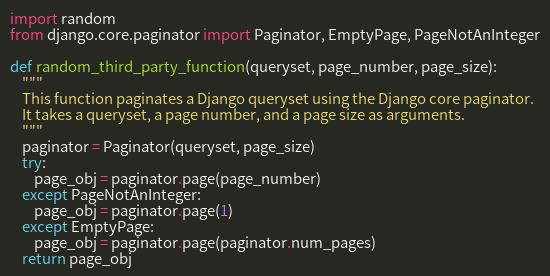 import random
from django.core.paginator import Paginator, EmptyPage, PageNotAnInteger

def random_third_party_function(queryset, page_number, page_size):
    """
    This function paginates a Django queryset using the Django core paginator.
    It takes a queryset, a page number, and a page size as arguments.
    """
    paginator = Paginator(queryset, page_size)
    try:
        page_obj = paginator.page(page_number)
    except PageNotAnInteger:
        page_obj = paginator.page(1)
    except EmptyPage:
        page_obj = paginator.page(paginator.num_pages)
    return page_obj